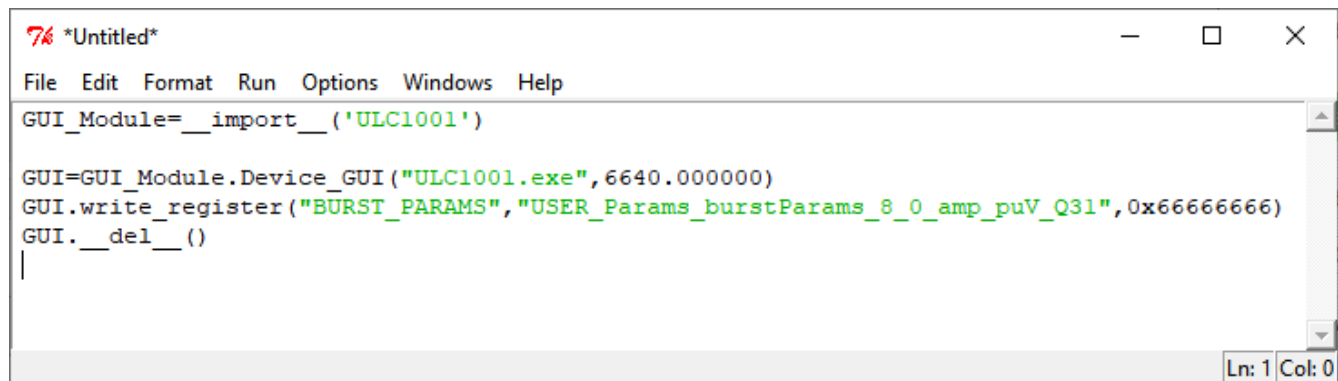 *Untitled*
File Edit Format Run Options Windows Help
GUI_Module=__import__('ULC1001')
GUI=GUI_Module.Device_GUI("ULC1001.exe",6640.000000)
GUI.write_register("BURST_PARAMS","USER_Params_burstParams_8_0_amp_puV_Q31",0x66666666)
GUI.__del__()
Ln: 1 Col: 0